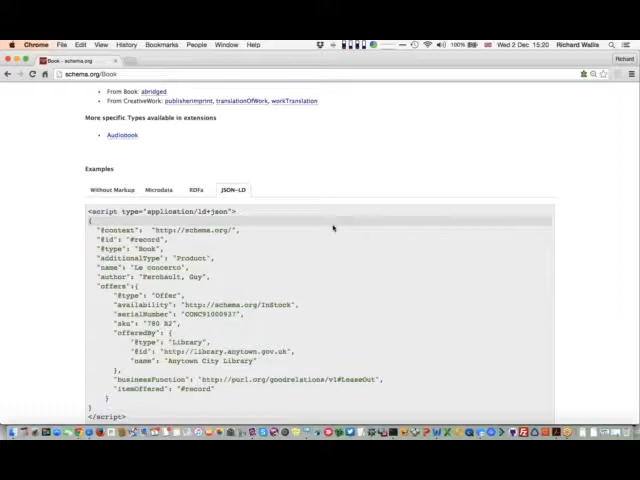 Chrome File Edit View History Bookmarks People Window Help 100% Wed 2 Dec 15:20 Richard Wallis
Book - schema.org Richard
schema.org/Book
• From Book: abridged
• From CreativeWork: publisherImprint, translationOfWork, workTranslation
More specific Types available in extensions
• Audiobook
Examples
Without Markup Microdata RDFa JSON-LD
<script type="application/ld+json">
{
"@context": "http://schema.org/",
"@id": "#record",
"@type": "Book",
"additionalType": "Product",
"name": "Le concerto",
"author": "Ferchault, Guy",
"offers":{
"@type": "Offer",
"availability": "http://schema.org/InStock",
"serialNumber": "CONC91000937",
"sku": "780 R2",
"offeredBy": {
"@type": "Library",
"@id": "http://library.anytown.gov.uk",
"name": "Anytown City Library"
},
"businessFunction": "http://purl.org/goodrelations/v1#LeaseOut",
"itemOffered": "#record"
}
}
</script>